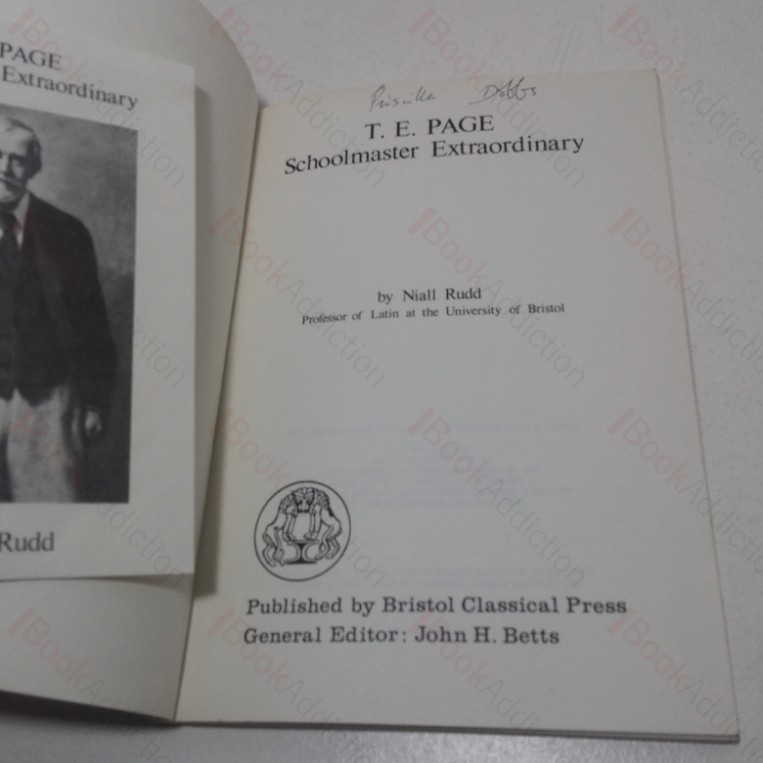 PAGE
Extraordinary
Rudd
Priscilla Dobbs
T. E. PAGE
Schoolmaster Extraordinary
by Niall Rudd
Professor of Latin at the University of Bristol
Published by Bristol Classical Press
General Editor: John H. Betts
BookAddiction